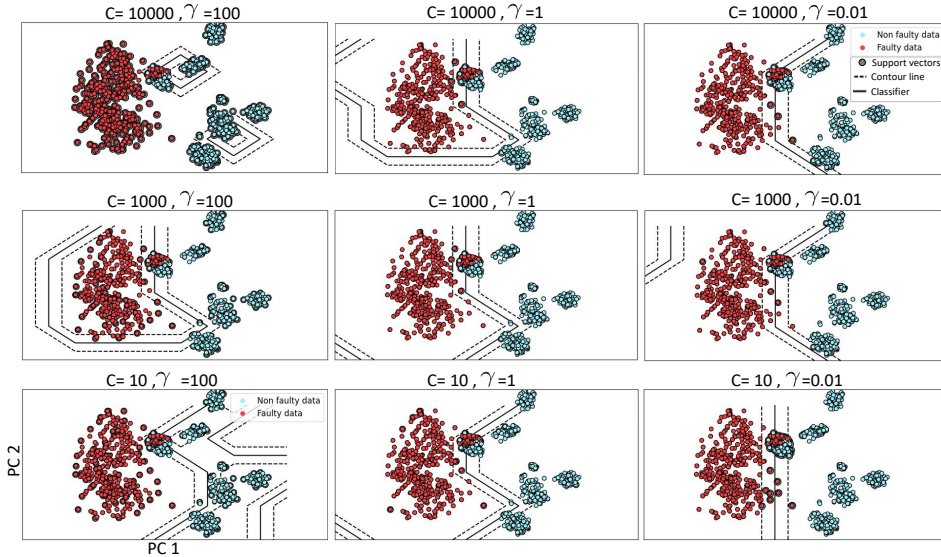 C= 10000 , γ=100
C= 10000 , γ=1
C= 10000 , γ=0.01
Non faulty data
Faulty data
Support vectors
Contour line
Classifier
C= 1000 , γ=100
C= 1000 , γ=1
C= 1000 , γ=0.01
C= 10 , γ =100
C= 10 , γ=1
C= 10 , γ=0.01
Non faulty data
Faulty data
PC 2
PC 1